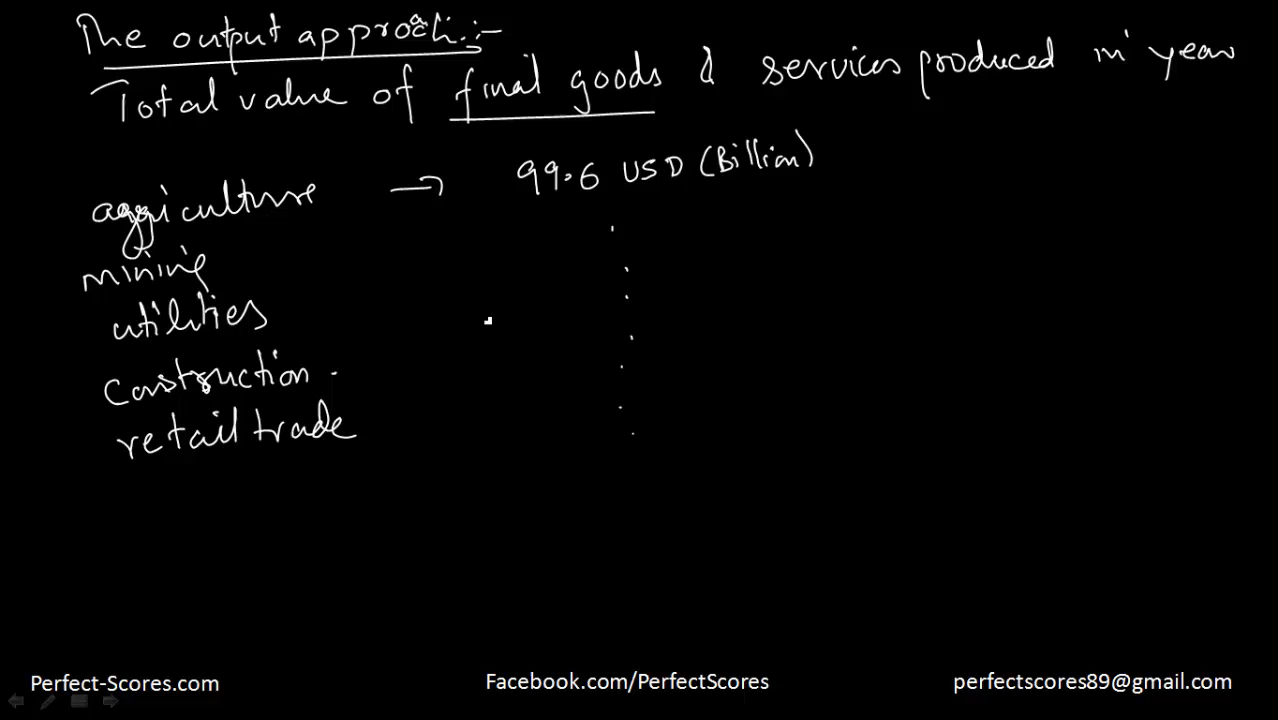 The output approach :-
Total value of final goods & services produced in year
aggriculture → 99.6 USD (Billion)
mining
utilities
construction
retail trade
Perfect-Scores.com
Facebook.com/PerfectScores
perfectscores89@gmail.com